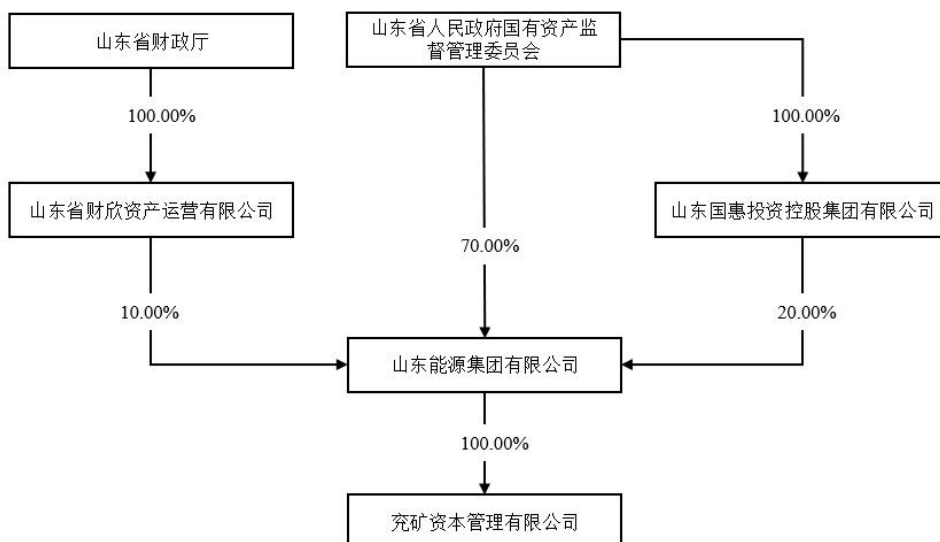 山东省财政厅
山东省人民政府国有资产监
督管理委员会
100.00%
100.00%
山东省财欣资产运营有限公司
山东国惠投资控股集团有限公司
70.00%
10.00%
20.00%
山东能源集团有限公司
100.00%
兖矿资本管理有限公司